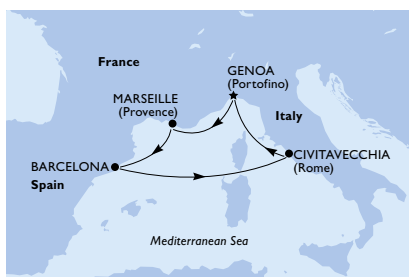 France
GENOA
(Portofino)
MARSEILLE
(Provence)
Italy
BARCELONA
Spain
CIVITAVECCHIA
(Rome)
Mediterranean Sea